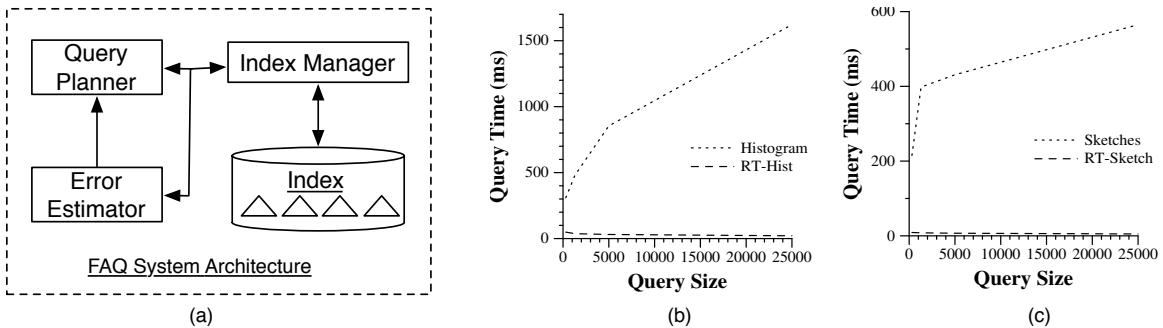 Query
Planner
Index Manager
Error
Estimator
Index
FAQ System Architecture
(a)
Query Time (ms)
1500
1000
500
0
Histogram
RT-Hist
0 5000 10000 15000 20000 25000
Query Size
(b)
Query Time (ms)
600
400
200
0
Sketches
RT-Sketch
0 5000 10000 15000 20000 25000
Query Size
(c)